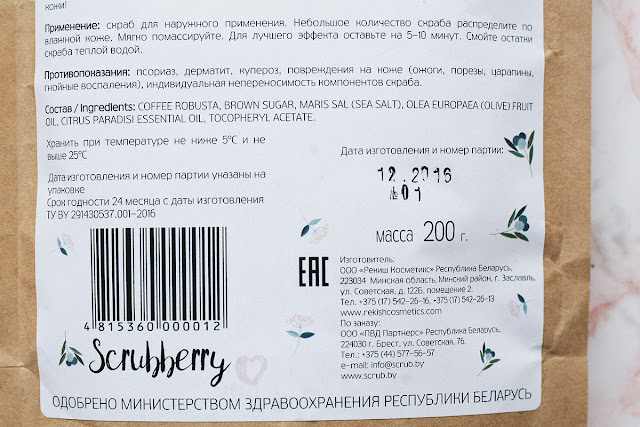 кожи!
Применение: скраб для наружного применения. Небольшое количество скраба распределите по
влажной коже. Мягко помассируйте. Для лучшего эффекта оставьте на 5-10 минут. Смойте остатки
скраба теплой водой.
Противопоказания: псориаз, дерматит, купероз, повреждения на коже (ожоги, порезы, царапины,
гнойные воспаления), индивидуальная непереносимость компонентов скраба.
Состав / Ingredients: COFFEE ROBUSTA, BROWN SUGAR, MARIS SAL (SEA SALT), OLEA EUROPAEA (OLIVE) FRUIT
OIL, CITRUS PARADISI ESSENTIAL OIL, TOCOPHERYL ACETATE.
Хранить при температуре не ниже 5°C и не
выше 25°C
Дата изготовления и номер партии указаны на
упаковке
Срок годности 24 месяца с даты изготовления
ТУ BY 291430537.001-2016
Дата изготовления и номер партии:
12.2016
№01
масса 200 г.
4 815360 000012
Scrubberry
EAC
Изготовитель:
ООО «Рекиш Косметикс» Республика Беларусь,
223034 Минская область, Минский район, г. Заславль,
ул. Советская, д. 122Б, помещение 2.
Тел. +375 (17) 542-26-16, +375 (17) 542-26-13
www.rekishcosmetics.com
По заказу:
ООО «ПВД Партнерс» Республика Беларусь,
224030 г. Брест, ул. Советская, 76.
Тел.: +375 (44) 577-56-57
e-mail: info@scrub.by
www.scrub.by
ОДОБРЕНО МИНИСТЕРСТВОМ ЗДРАВООХРАНЕНИЯ РЕСПУБЛИКИ БЕЛАРУСЬ